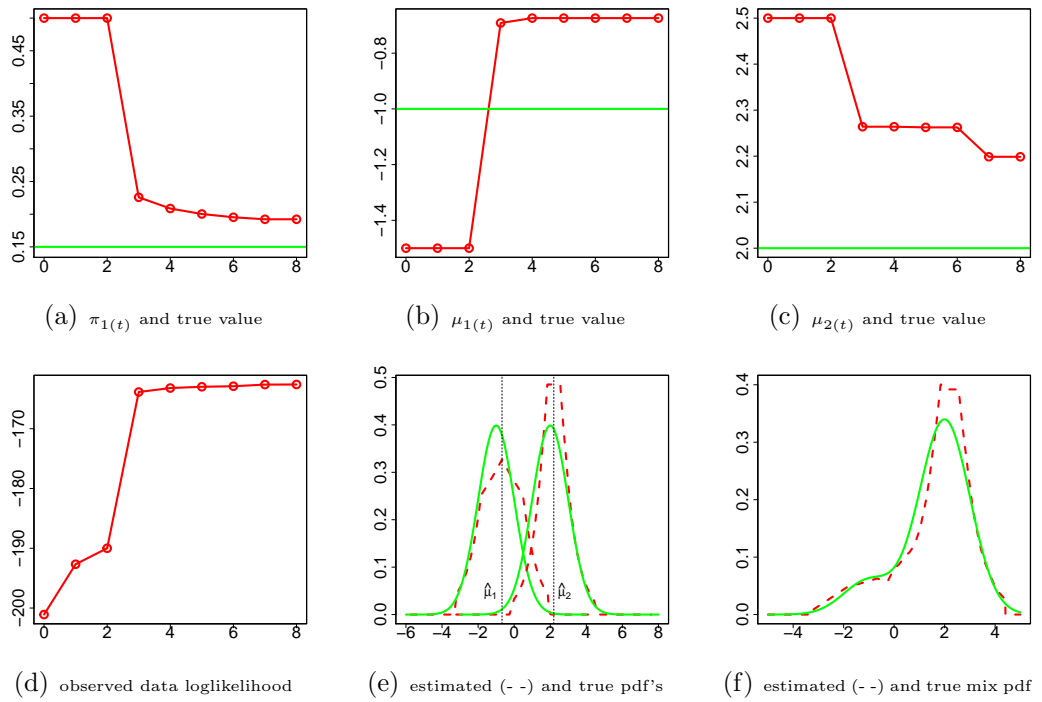 0.15 0.25 0.35 0.45
0 2 4 6 8
(a) π1(t) and true value
−1.4 −1.2 −1.0 −0.8
0 2 4 6 8
(b) μ1(t) and true value
2.0 2.1 2.2 2.3 2.4 2.5
0 2 4 6 8
(c) μ2(t) and true value
−200 −190 −180 −170
0 2 4 6 8
(d) observed data loglikelihood
0.0 0.1 0.2 0.3 0.4 0.5
μ̂1 μ̂2
−6 −4 −2 0 2 4 6 8
(e) estimated (- -) and true pdf's
0.0 0.1 0.2 0.3 0.4
−4 −2 0 2 4
(f) estimated (- -) and true mix pdf